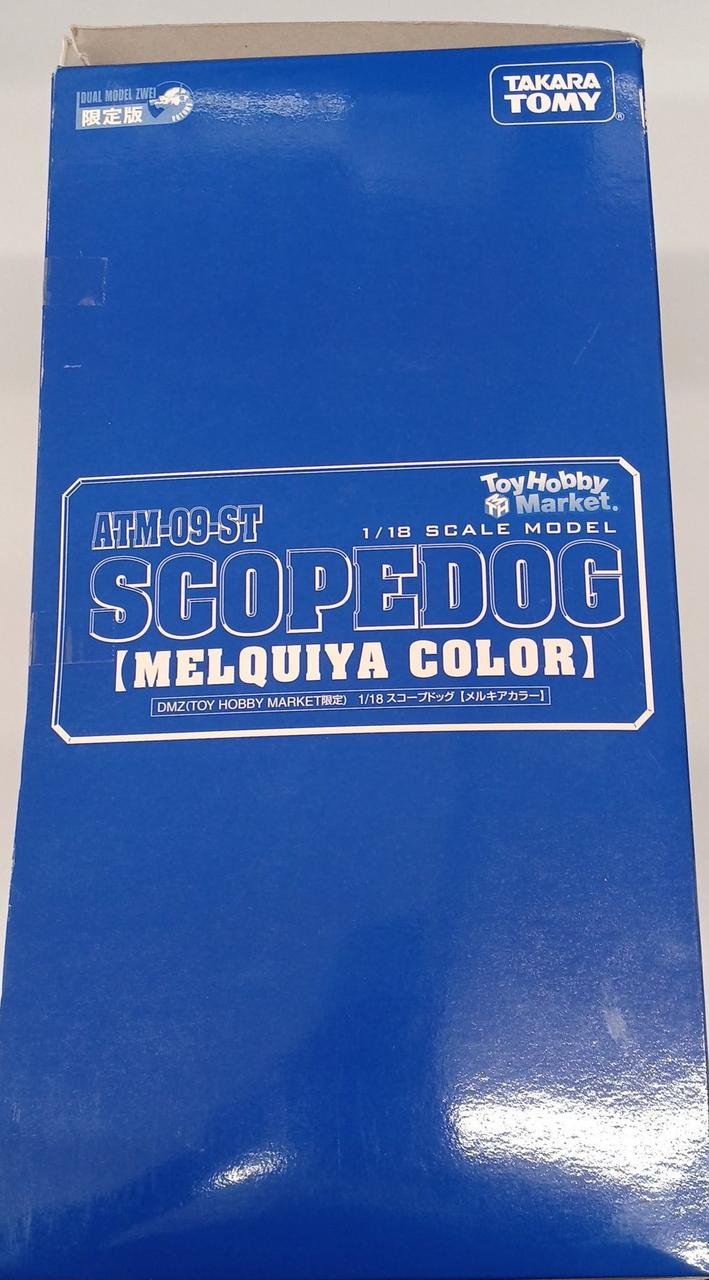 DUAL MODEL ZWEI
限定版
TAKARA
TOMY
®
Toy Hobby
Market.
ATM-09-ST
1/18 SCALE MODEL
SCOPEDOG
【MELQUIYA COLOR】
DMZ(TOY HOBBY MARKET限定) 1/18 スコープドッグ【メルキアカラー】